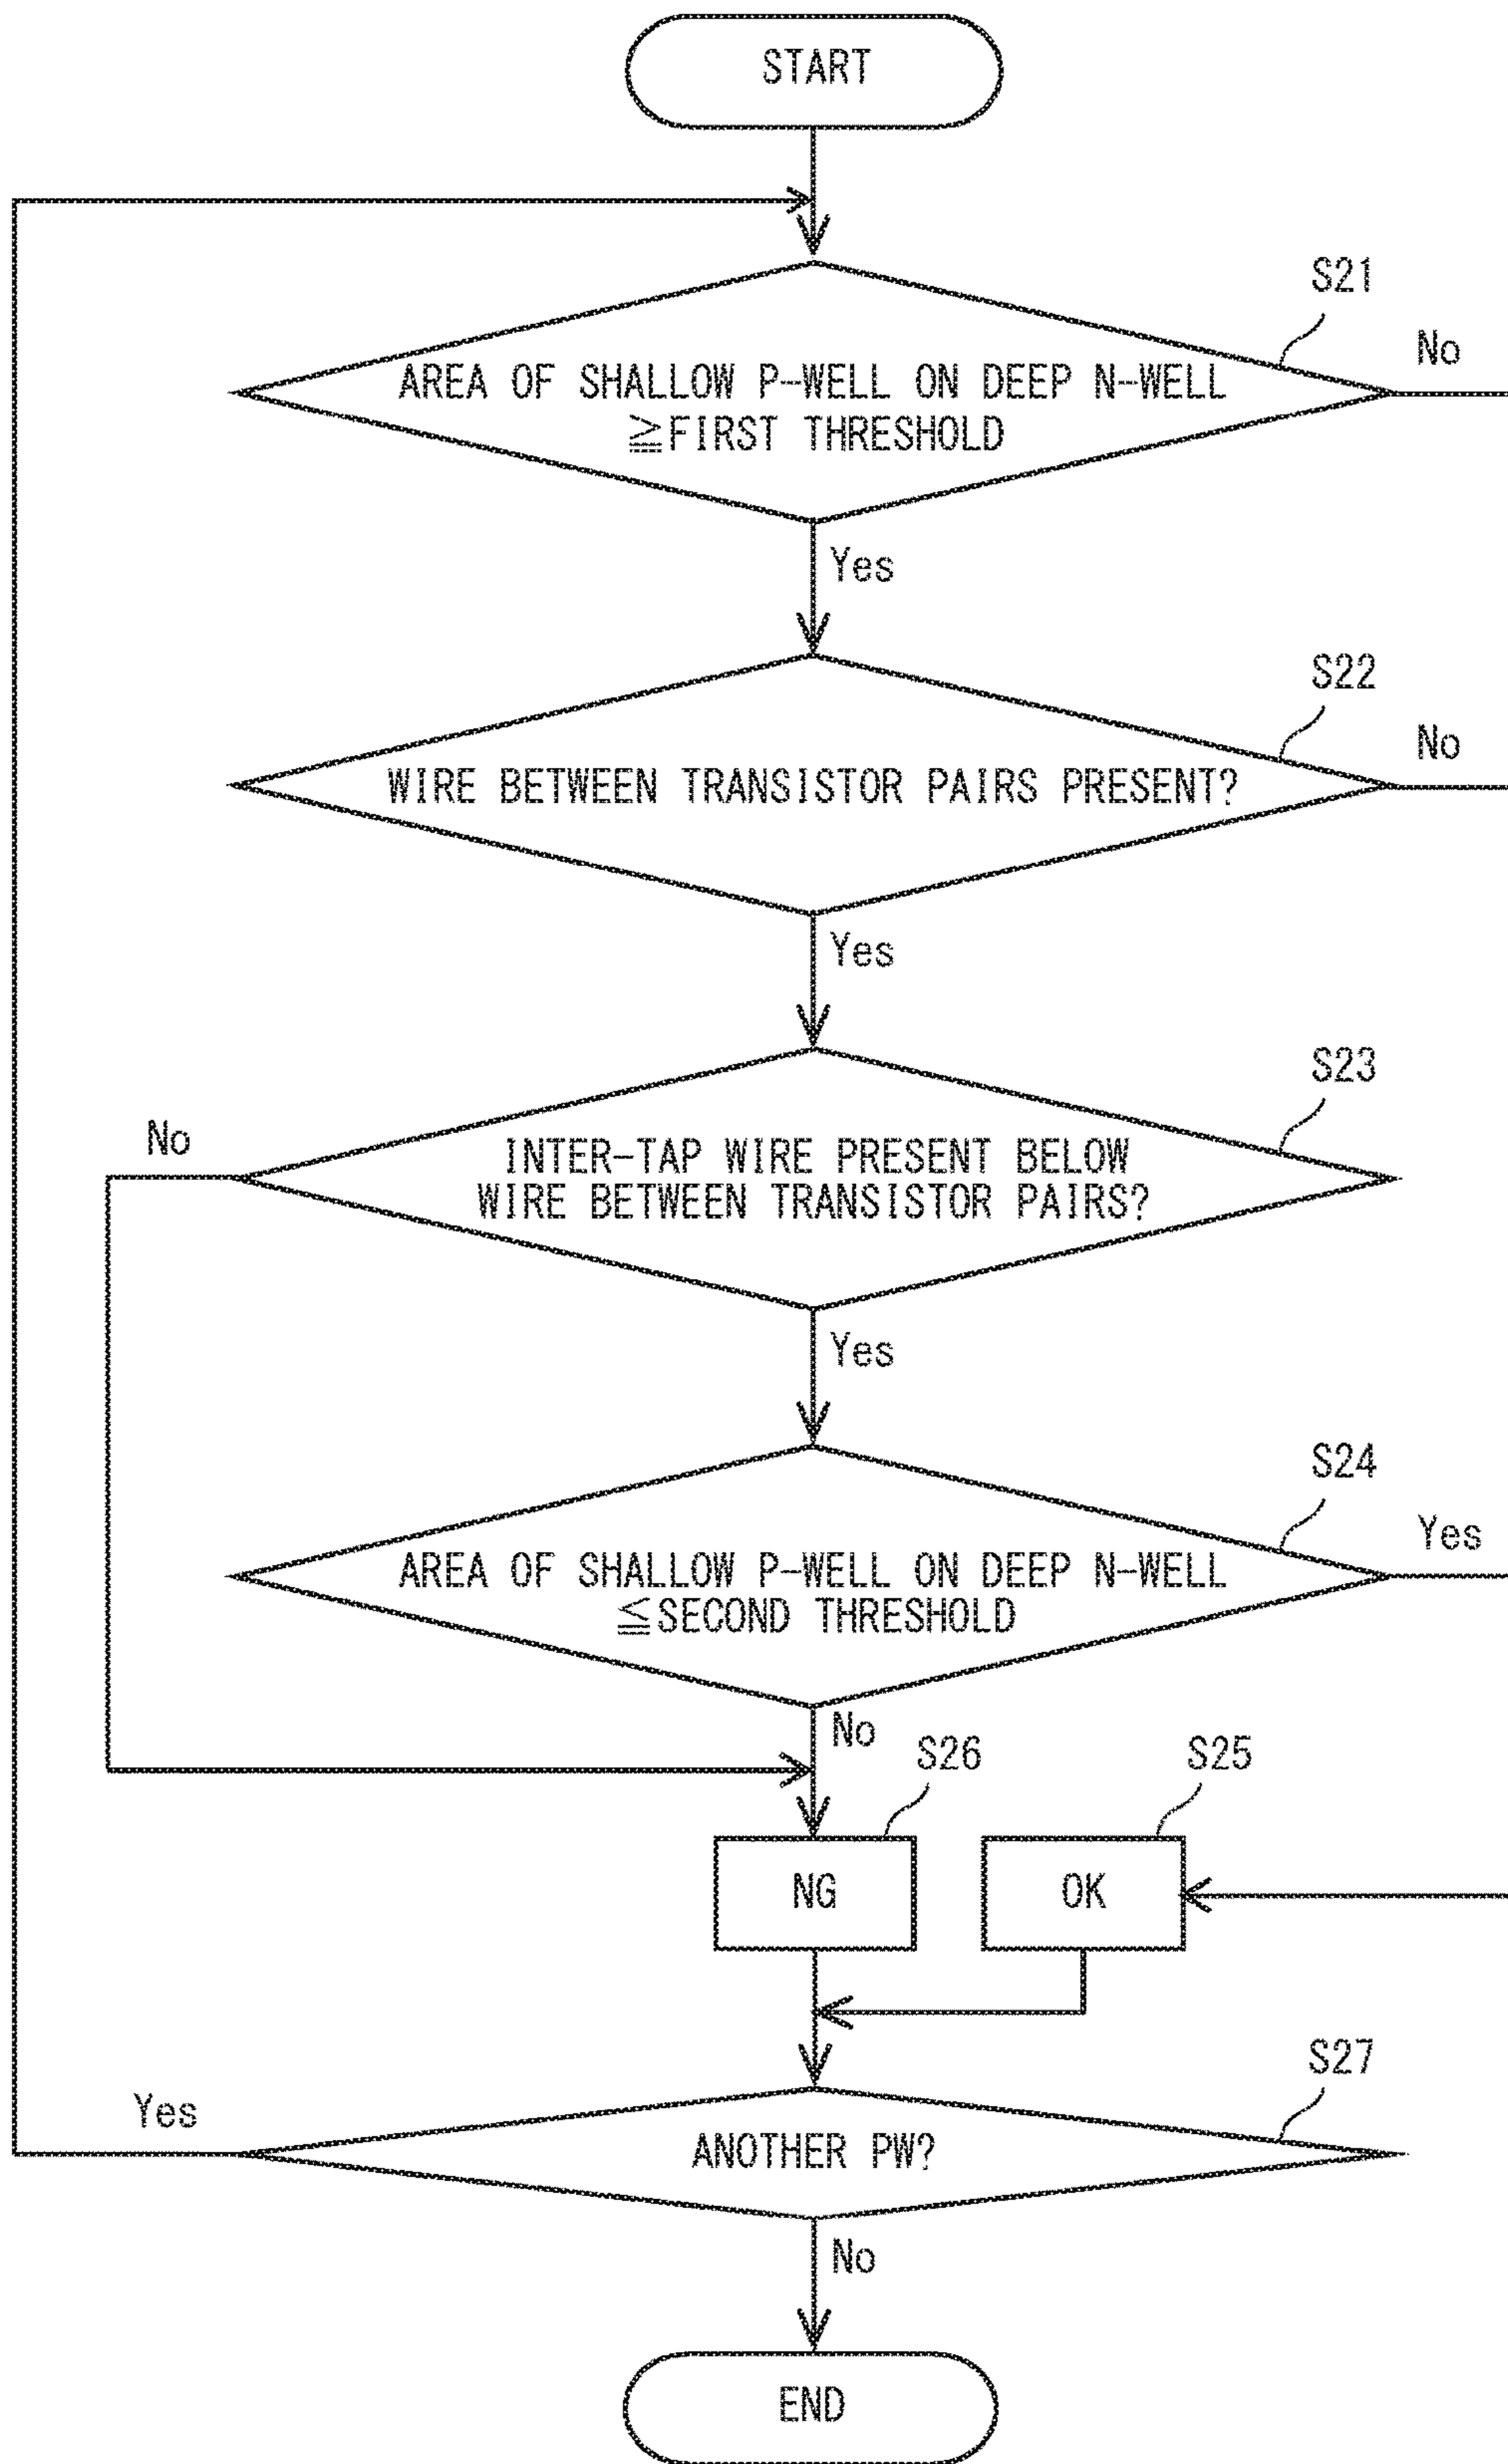 START
S21
No
AREA OF SHALLOW P-WELL ON DEEP N-WELL
≧FIRST THRESHOLD
Yes
S22
No
WIRE BETWEEN TRANSISTOR PAIRS PRESENT?
Yes
S23
No
INTER-TAP WIRE PRESENT BELOW
WIRE BETWEEN TRANSISTOR PAIRS?
Yes
S24
Yes
AREA OF SHALLOW P-WELL ON DEEP N-WELL
≦SECOND THRESHOLD
No
S26
S25
NG
OK
S27
Yes
ANOTHER PW?
No
END